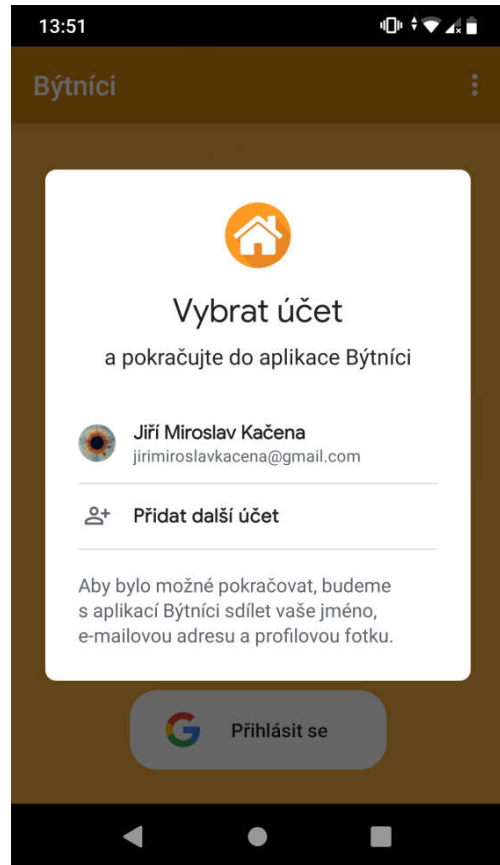 13:51
Býtníci
Vybrat účet
a pokračujte do aplikace Býtníci
Jiří Miroslav Kačena
jirimiroslavkacena@gmail.com
Přidat další účet
Aby bylo možné pokračovat, budeme
s aplikací Býtníci sdílet vaše jméno,
e-mailovou adresu a profilovou fotku.
Přihlásit se